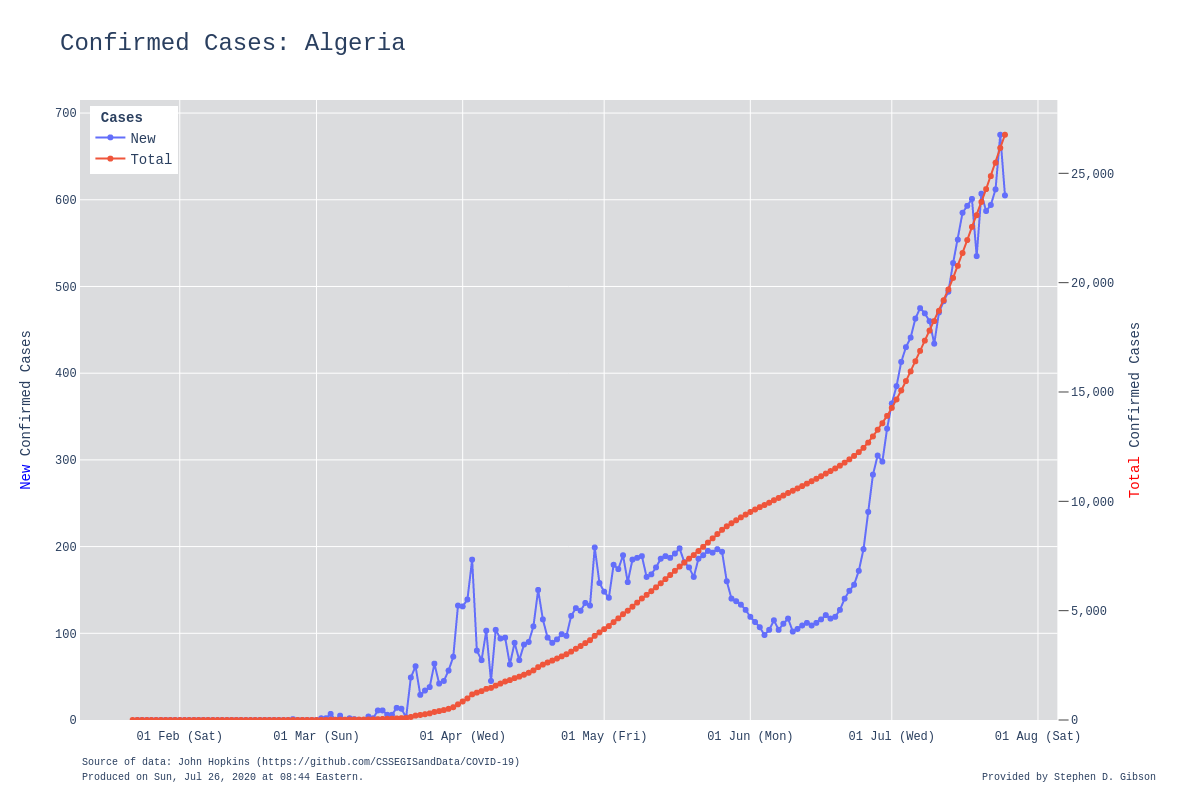 Confirmed Cases: Algeria
Cases
New
Total
700
600
500
400
300
200
100
0
25,000
20,000
15,000
10,000
5,000
0
New Confirmed Cases
Total Confirmed Cases
01 Feb (Sat)
01 Mar (Sun)
01 Apr (Wed)
01 May (Fri)
01 Jun (Mon)
01 Jul (Wed)
01 Aug (Sat)
Source of data: John Hopkins (https://github.com/CSSEGISandData/COVID-19)
Produced on Sun, Jul 26, 2020 at 08:44 Eastern.
Provided by Stephen D. Gibson